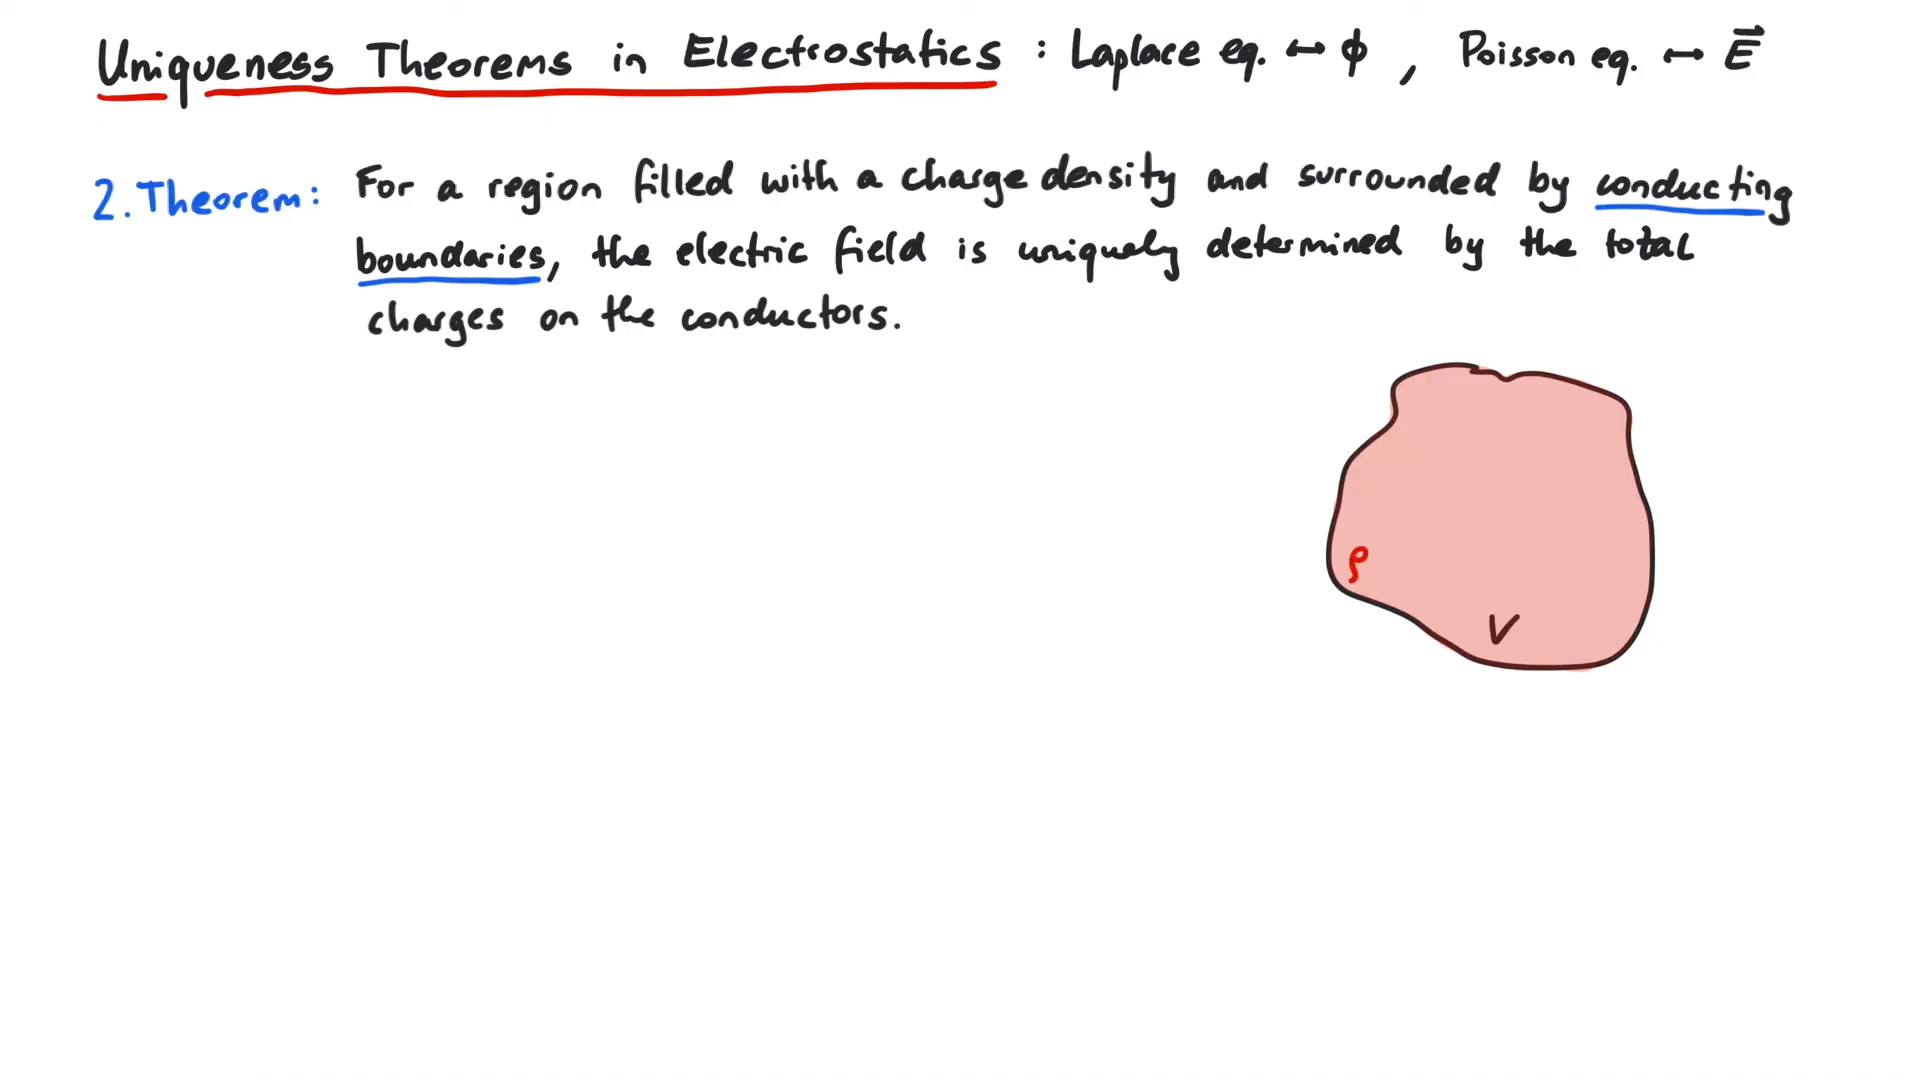 Uniqueness Theorems in Electrostatics : Laplace eq. ↔ ϕ , Poisson eq. ↔ E⃗
2. Theorem: For a region filled with a charge density and surrounded by conducting
boundaries, the electric field is uniquely determined by the total
charges on the conductors.
ρ
V